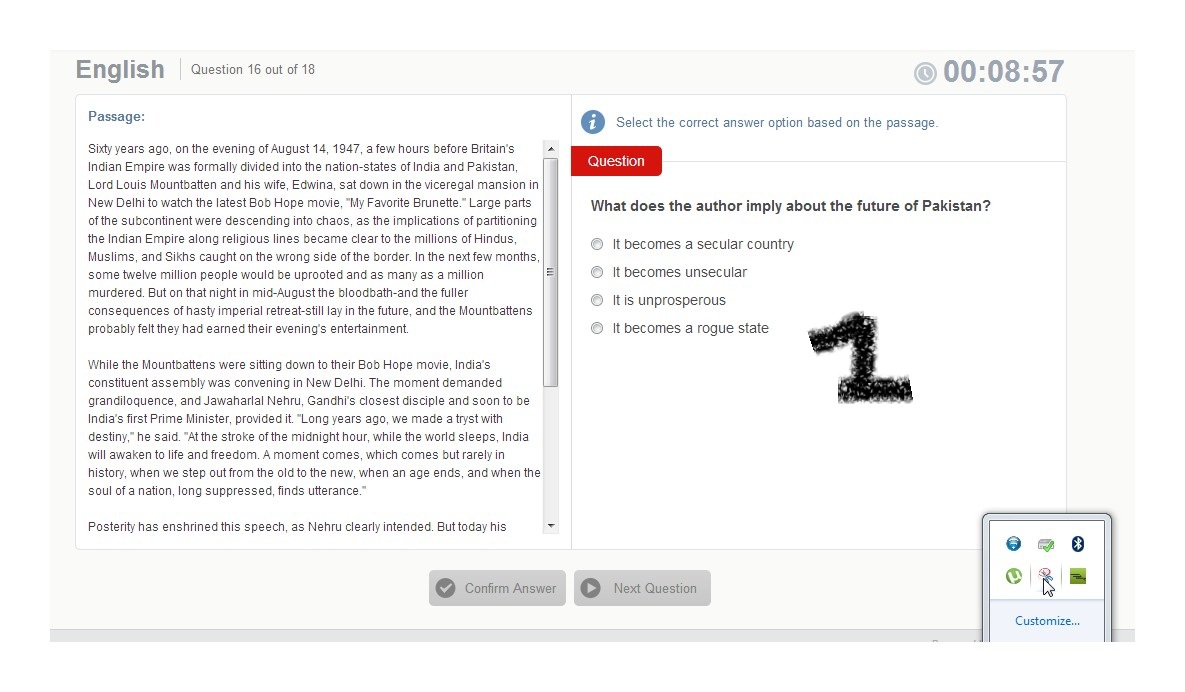 English
Question 16 out of 18
00:08:57
Passage:
Sixty years ago, on the evening of August 14, 1947, a few hours before Britain's
Indian Empire was formally divided into the nation-states of India and Pakistan,
Lord Louis Mountbatten and his wife, Edwina, sat down in the viceregal mansion in
New Delhi to watch the latest Bob Hope movie, "My Favorite Brunette." Large parts
of the subcontinent were descending into chaos, as the implications of partitioning
the Indian Empire along religious lines became clear to the millions of Hindus,
Muslims, and Sikhs caught on the wrong side of the border. In the next few months,
some twelve million people would be uprooted and as many as a million
murdered. But on that night in mid-August the bloodbath-and the fuller
consequences of hasty imperial retreat-still lay in the future, and the Mountbattens
probably felt they had earned their evening's entertainment.
While the Mountbattens were sitting down to their Bob Hope movie, India's
constituent assembly was convening in New Delhi. The moment demanded
grandiloquence, and Jawaharlal Nehru, Gandhi's closest disciple and soon to be
India's first Prime Minister, provided it. "Long years ago, we made a tryst with
destiny," he said. "At the stroke of the midnight hour, while the world sleeps, India
will awaken to life and freedom. A moment comes, which comes but rarely in
history, when we step out from the old to the new, when an age ends, and when the
soul of a nation, long suppressed, finds utterance."
Posterity has enshrined this speech, as Nehru clearly intended. But today his
Select the correct answer option based on the passage.
Question
What does the author imply about the future of Pakistan?
It becomes a secular country
It becomes unsecular
It is unprosperous
It becomes a rogue state
1
Confirm Answer
Next Question
Customize...